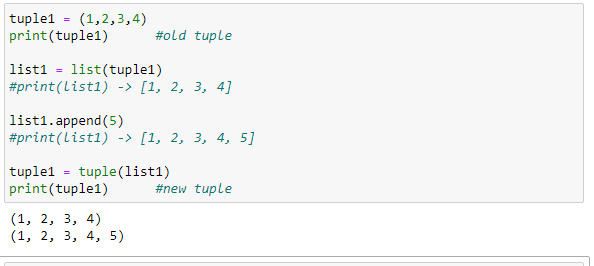 tuple1 = (1,2,3,4)
print(tuple1)      #old tuple
list1 = list(tuple1)
#print(list1) -> [1, 2, 3, 4]
list1.append(5)
#print(list1) -> [1, 2, 3, 4, 5]
tuple1 = tuple(list1)
print(tuple1)      #new tuple
(1, 2, 3, 4)
(1, 2, 3, 4, 5)